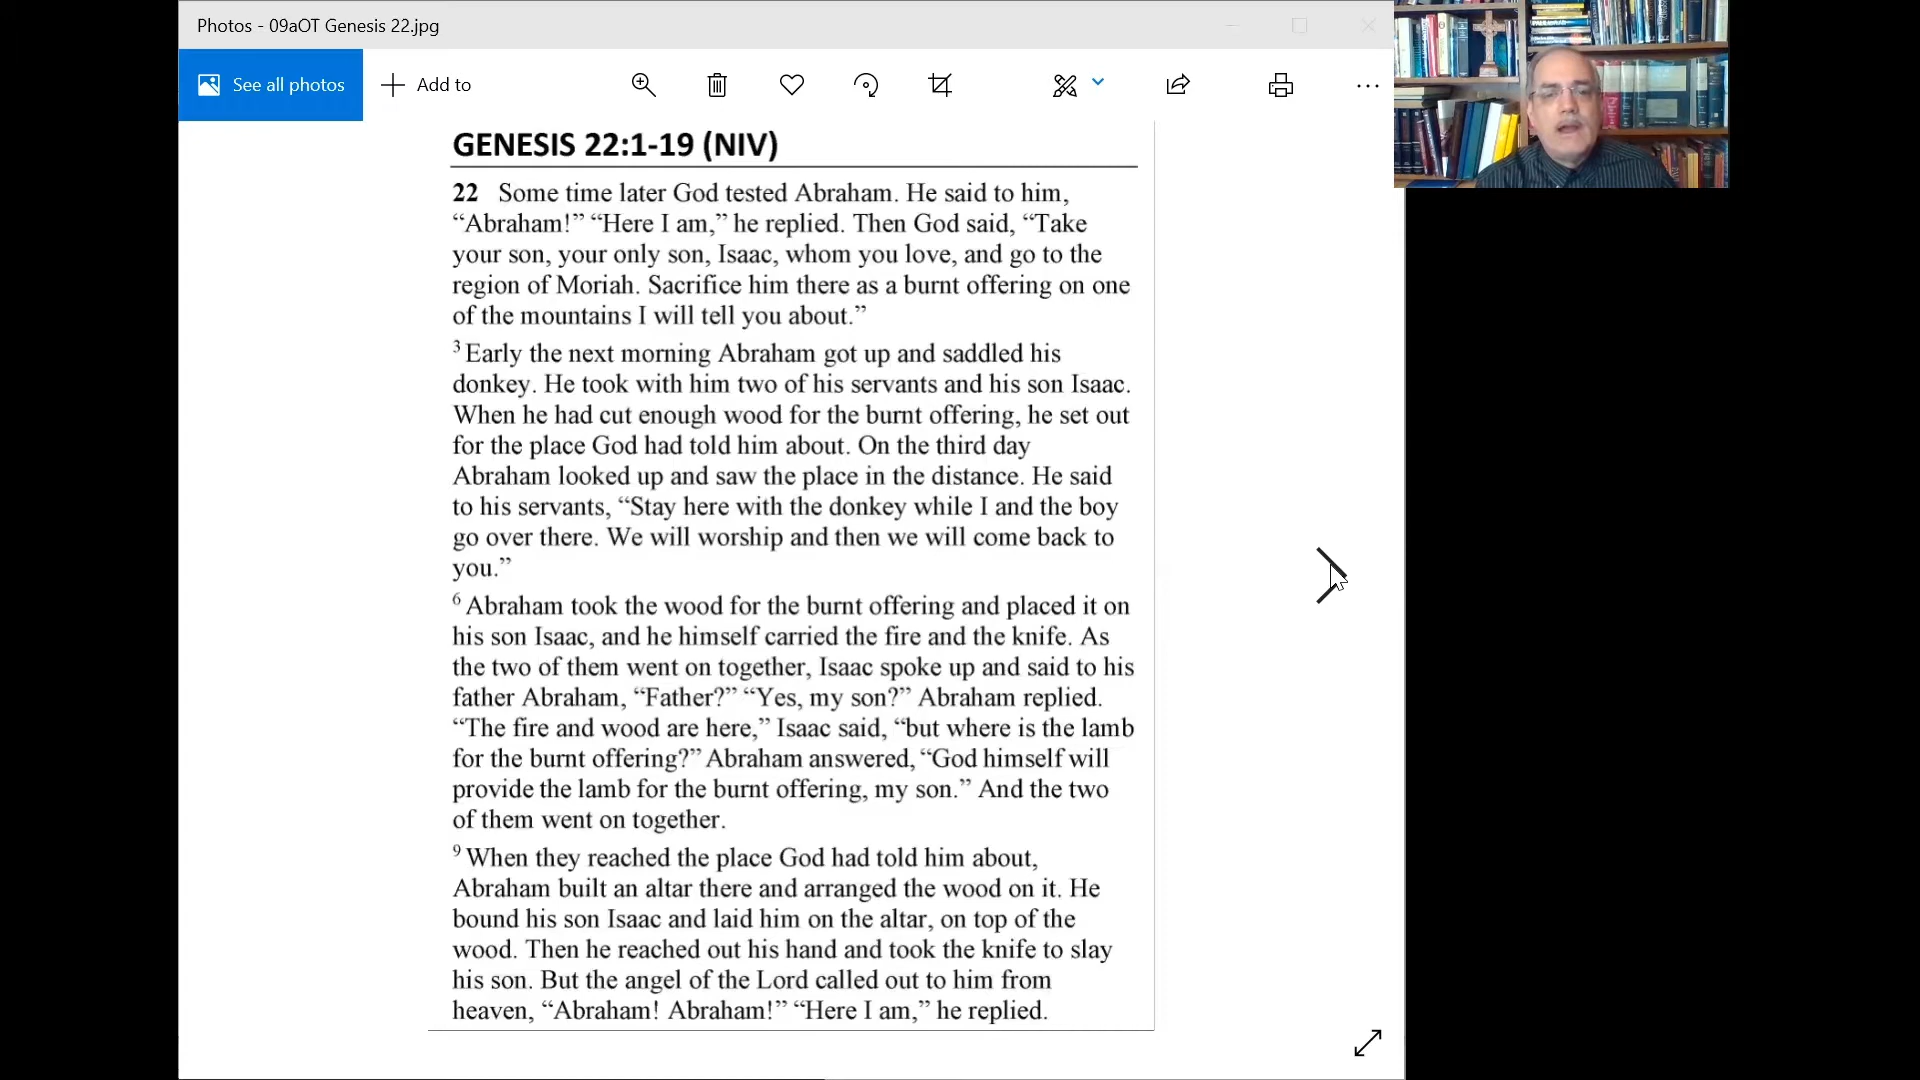 Photos - 09aOT Genesis 22.jpg
See all photos
Add to
GENESIS 22:1-19 (NIV)
22 Some time later God tested Abraham. He said to him,
“Abraham!” “Here I am,” he replied. Then God said, “Take
your son, your only son, Isaac, whom you love, and go to the
region of Moriah. Sacrifice him there as a burnt offering on one
of the mountains I will tell you about.”
3 Early the next morning Abraham got up and saddled his
donkey. He took with him two of his servants and his son Isaac.
When he had cut enough wood for the burnt offering, he set out
for the place God had told him about. On the third day
Abraham looked up and saw the place in the distance. He said
to his servants, “Stay here with the donkey while I and the boy
go over there. We will worship and then we will come back to
you.”
6 Abraham took the wood for the burnt offering and placed it on
his son Isaac, and he himself carried the fire and the knife. As
the two of them went on together, Isaac spoke up and said to his
father Abraham, “Father?” “Yes, my son?” Abraham replied.
“The fire and wood are here,” Isaac said, “but where is the lamb
for the burnt offering?” Abraham answered, “God himself will
provide the lamb for the burnt offering, my son.” And the two
of them went on together.
9 When they reached the place God had told him about,
Abraham built an altar there and arranged the wood on it. He
bound his son Isaac and laid him on the altar, on top of the
wood. Then he reached out his hand and took the knife to slay
his son. But the angel of the Lord called out to him from
heaven, “Abraham! Abraham!” “Here I am,” he replied.